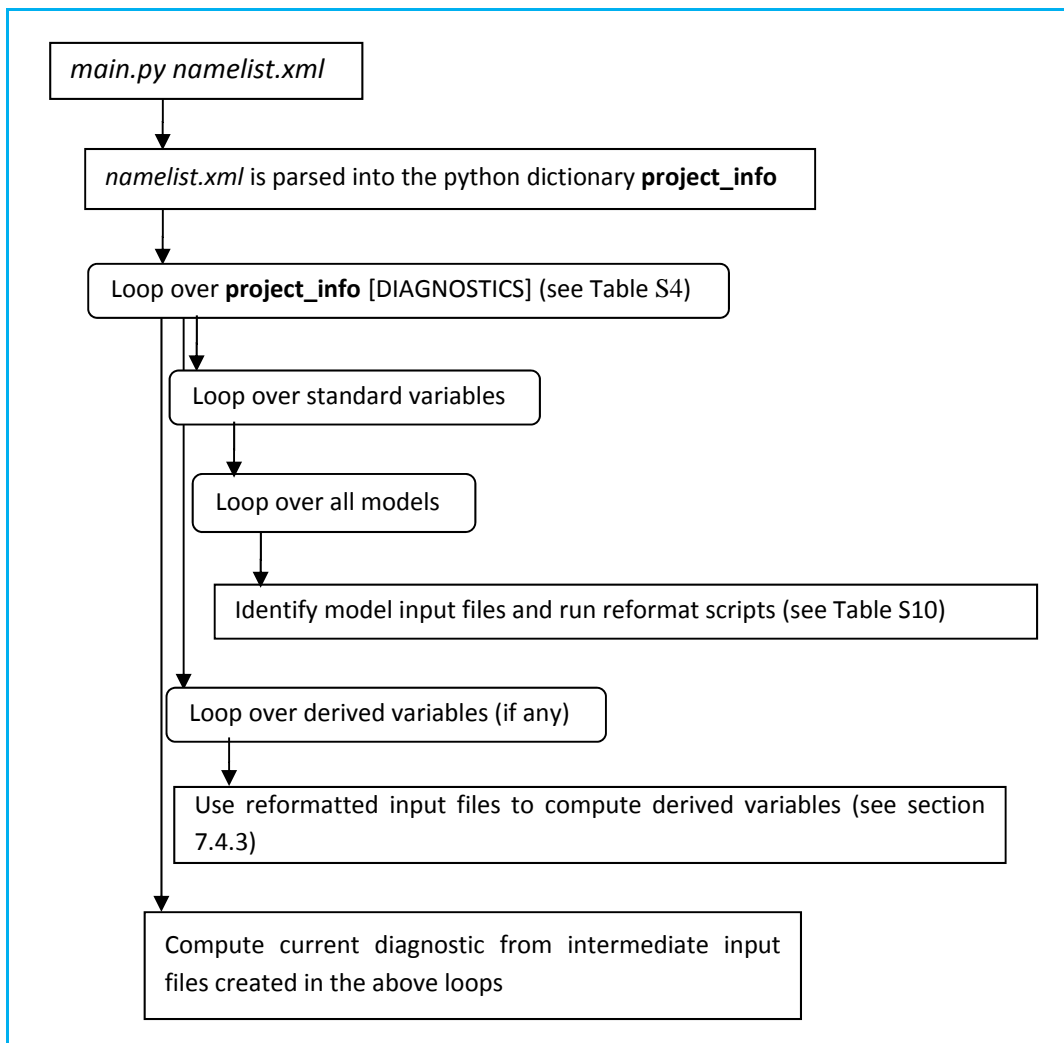 main.py namelist.xml
namelist.xml is parsed into the python dictionary project_info
Loop over project_info [DIAGNOSTICS] (see Table S4)
Loop over standard variables
Loop over all models
Identify model input files and run reformat scripts (see Table S10)
Loop over derived variables (if any)
Use reformatted input files to compute derived variables (see section
7.4.3)
Compute current diagnostic from intermediate input
files created in the above loops